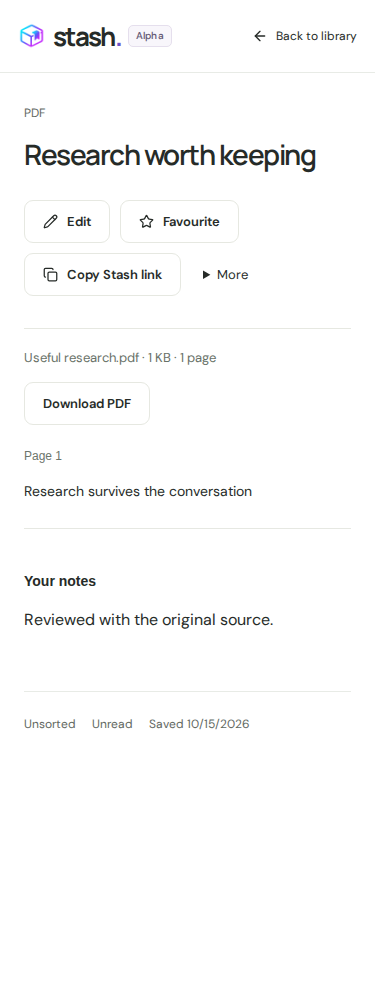 stash. Alpha Back to library
PDF
Research worth keeping
Edit Favourite
Copy Stash link More
Useful research.pdf · 1 KB · 1 page
Download PDF
Page 1
Research survives the conversation
Your notes
Reviewed with the original source.
Unsorted Unread Saved 10/15/2026